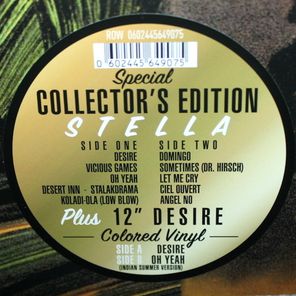 ROW 0602445649075
0 602445 649075
Special
COLLECTOR'S EDITION
STELLA
SIDE ONE
DESIRE
VICIOUS GAMES
OH YEAH
DESERT INN - STALAKDRAMA
KOLADI-OLA (LOW BLOW)
SIDE TWO
DOMINGO
SOMETIMES (DR. HIRSCH)
LET ME CRY
CIEL OUVERT
ANGEL NO
Plus 12" DESIRE
Colored Vinyl
SIDE A DESIRE
SIDE B OH YEAH
(INDIAN SUMMER VERSION)